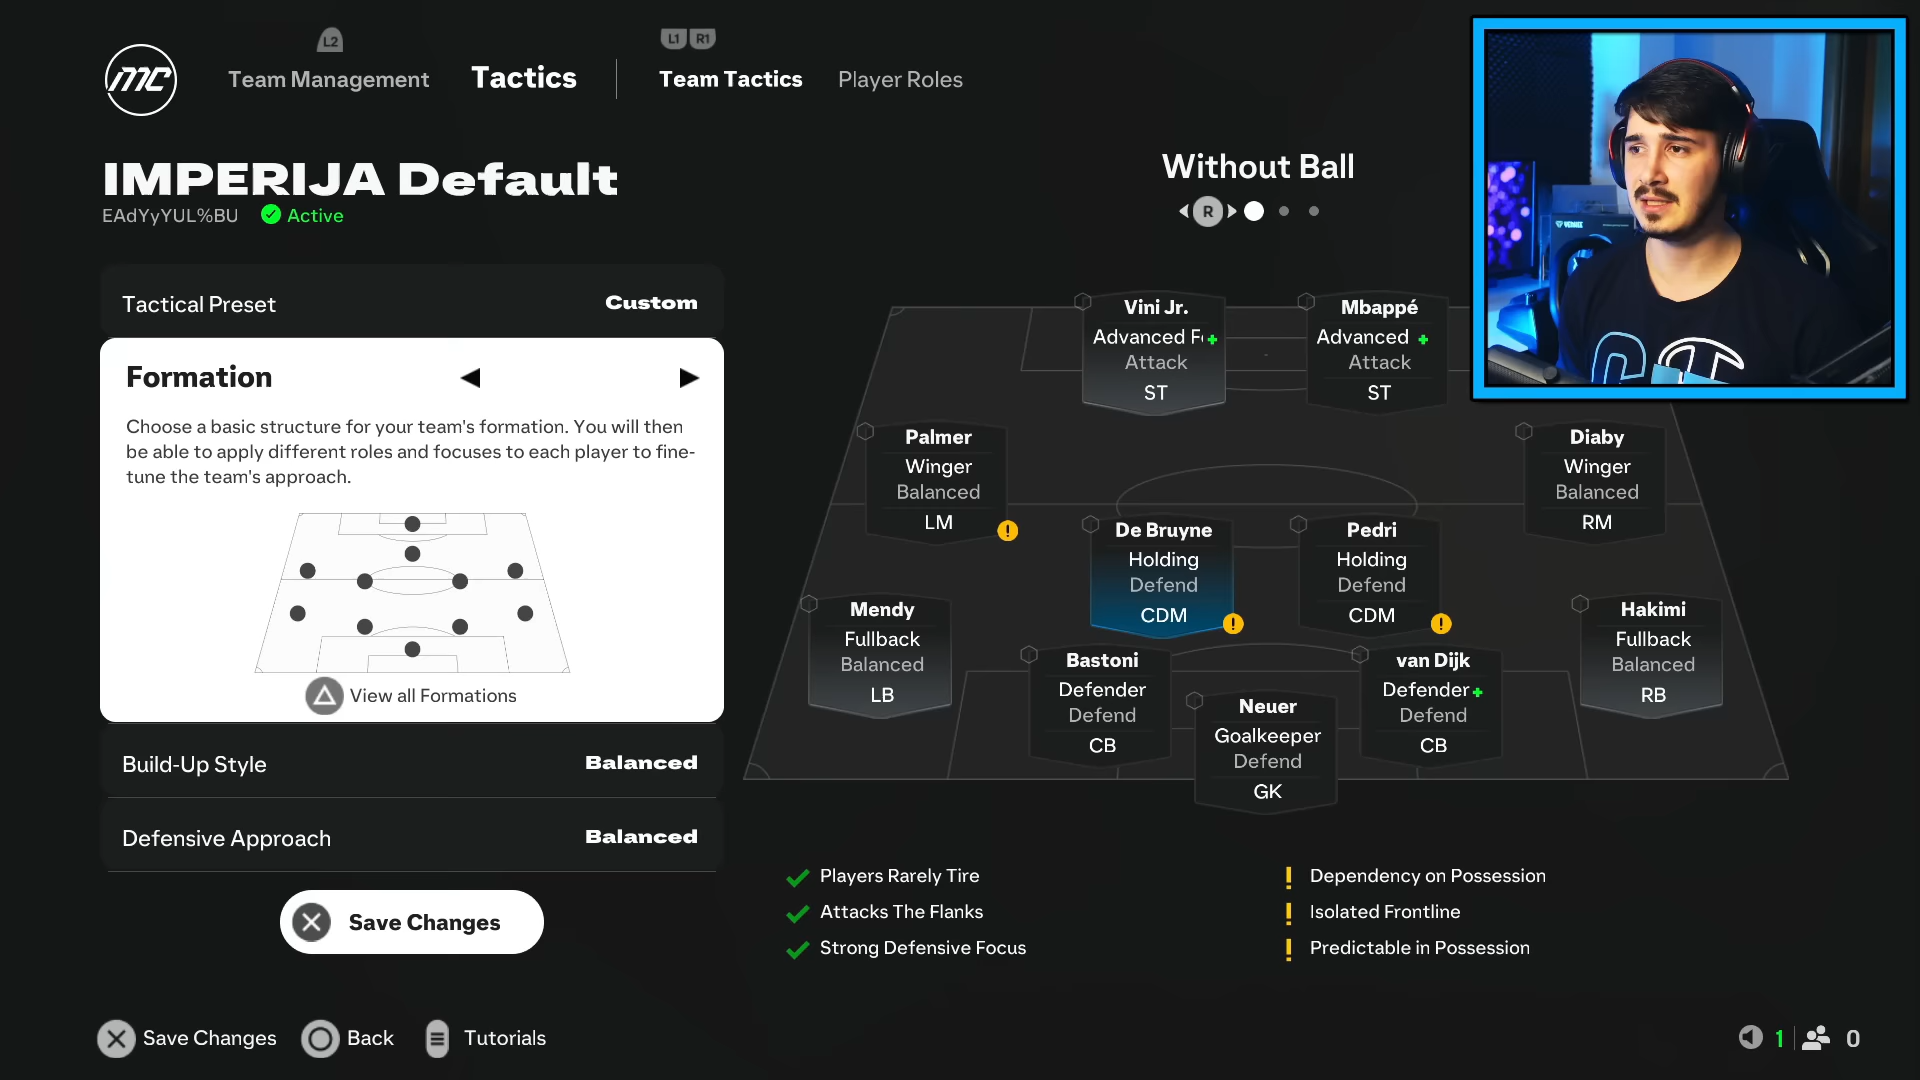 L2
L1 R1
MC
Team Management
Tactics
Team Tactics
Player Roles
IMPERIJA Default
EAdYyYUL%BU
Active
Without Ball
R
Tactical Preset
Custom
Formation
Choose a basic structure for your team's formation. You will then
be able to apply different roles and focuses to each player to fine-
tune the team's approach.
View all Formations
Build-Up Style
Balanced
Defensive Approach
Balanced
Save Changes
Vini Jr.
Advanced F
Attack
ST
Mbappé
Advanced
Attack
ST
Palmer
Winger
Balanced
LM
Diaby
Winger
Balanced
RM
De Bruyne
Holding
Defend
CDM
Pedri
Holding
Defend
CDM
Mendy
Fullback
Balanced
LB
Hakimi
Fullback
Balanced
RB
Bastoni
Defender
Defend
CB
van Dijk
Defender
Defend
CB
Neuer
Goalkeeper
Defend
GK
Players Rarely Tire
Attacks The Flanks
Strong Defensive Focus
Dependency on Possession
Isolated Frontline
Predictable in Possession
Save Changes
Back
Tutorials
1
0